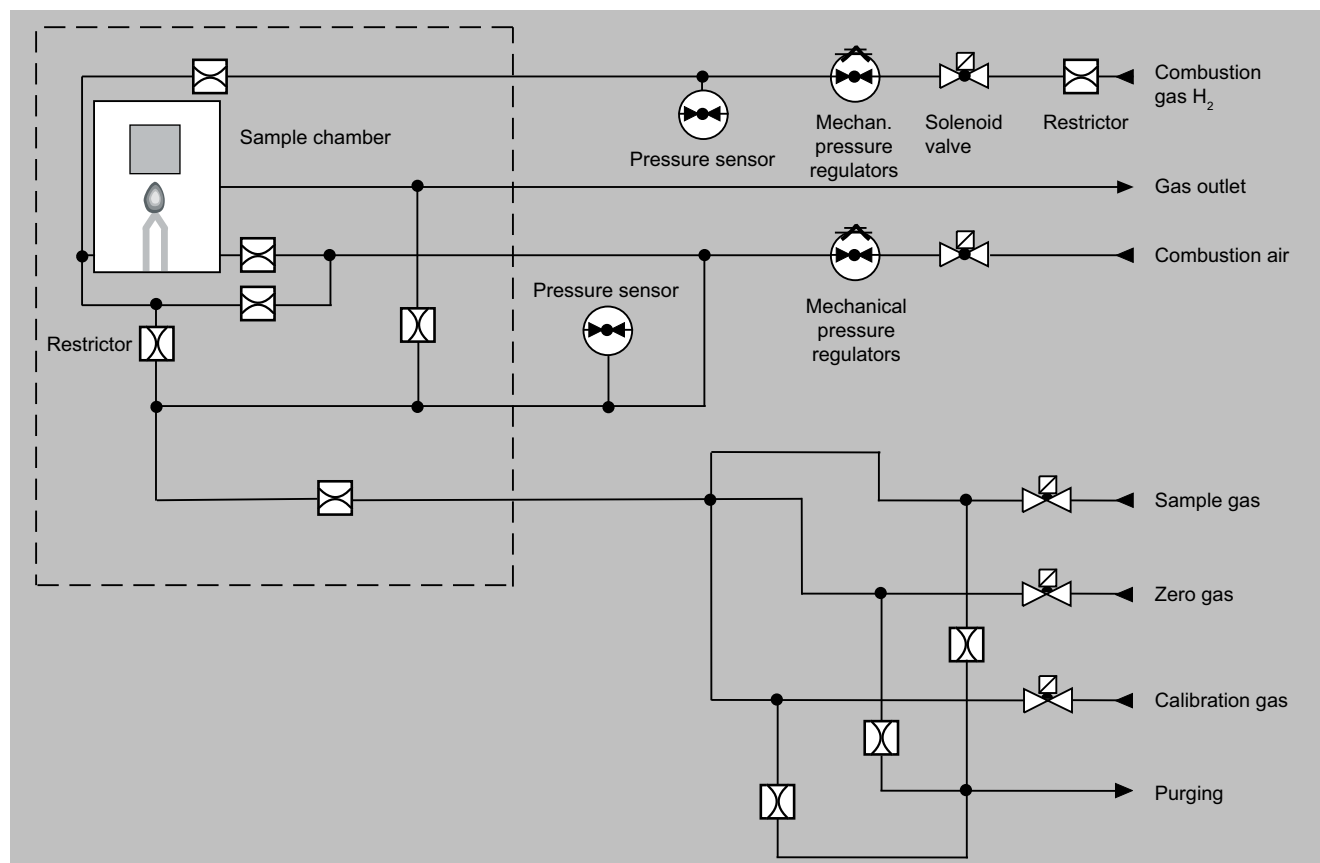 Combustion
gas H₂
Sample chamber
Mechan.
pressure
regulators
Solenoid
valve
Restrictor
Pressure sensor
Gas outlet
Combustion air
Pressure sensor
Mechanical
pressure
regulators
Restrictor
Sample gas
Zero gas
Calibration gas
Purging